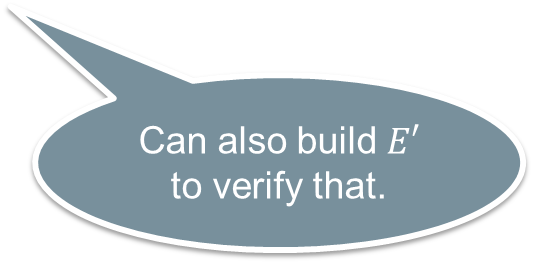 Can also build 𝐸′
to verify that.